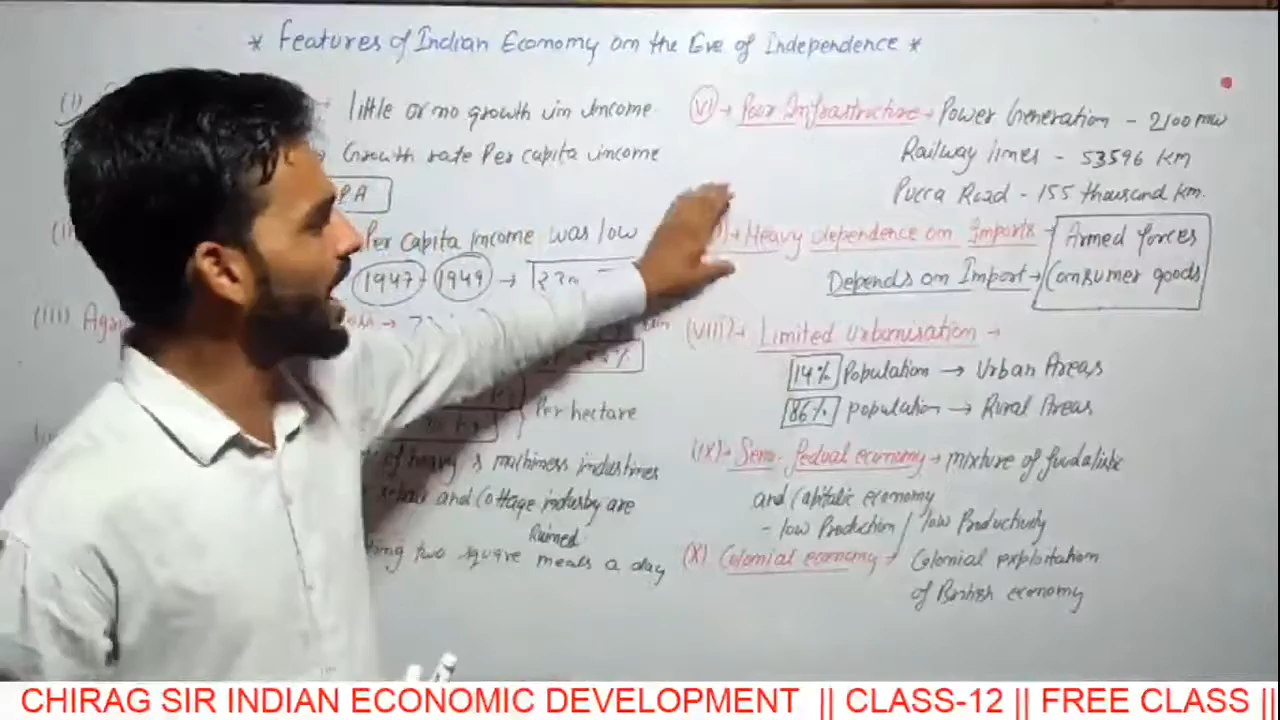 * Features of Indian Economy on the Eve of Independence *
(I)
little or no growth in Income
Growth rate Per capita income
PA
Per capita Income was low
1947 - 1949 →
(III) Agra
Per hectare
of heavy & machiness industries
and Cottage industry are
Ruined
two square meals a day
(VI) → Poor Infrastructure → Power Generation - 2100 mw
Railway lines - 53596 km
Pucca Road - 155 thousand km.
→ Heavy dependence on Imports → Armed forces
Depends on Import → Consumer goods
(VIII) → Limited urbanisation →
14% Population → Urban Areas
86% population → Rural Areas
(IX) → Semi fedual economy → mixture of feudalistic
and Capitalic economy
- low Production / low Productivity
(X) Colonial economy → Colonial exploitation
of British economy
CHIRAG SIR INDIAN ECONOMIC DEVELOPMENT || CLASS-12 || FREE CLASS ||